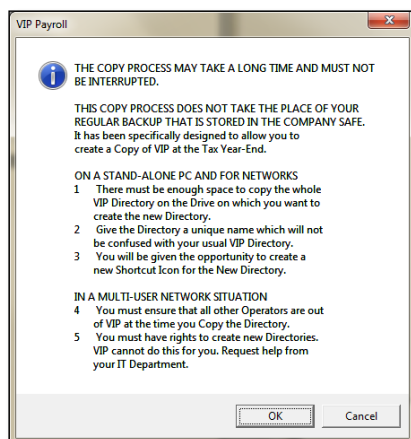 VIP Payroll
THE COPY PROCESS MAY TAKE A LONG TIME AND MUST NOT
BE INTERRUPTED.
THIS COPY PROCESS DOES NOT TAKE THE PLACE OF YOUR
REGULAR BACKUP THAT IS STORED IN THE COMPANY SAFE.
It has been specifically designed to allow you to
create a Copy of VIP at the Tax Year-End.
ON A STAND-ALONE PC AND FOR NETWORKS
1 There must be enough space to copy the whole
VIP Directory on the Drive on which you want to
create the new Directory.
2 Give the Directory a unique name which will not
be confused with your usual VIP Directory.
3 You will be given the opportunity to create a
new Shortcut Icon for the New Directory.
IN A MULTI-USER NETWORK SITUATION
4 You must ensure that all other Operators are out
of VIP at the time you Copy the Directory.
5 You must have rights to create new Directories.
VIP cannot do this for you. Request help from
your IT Department.
OK Cancel